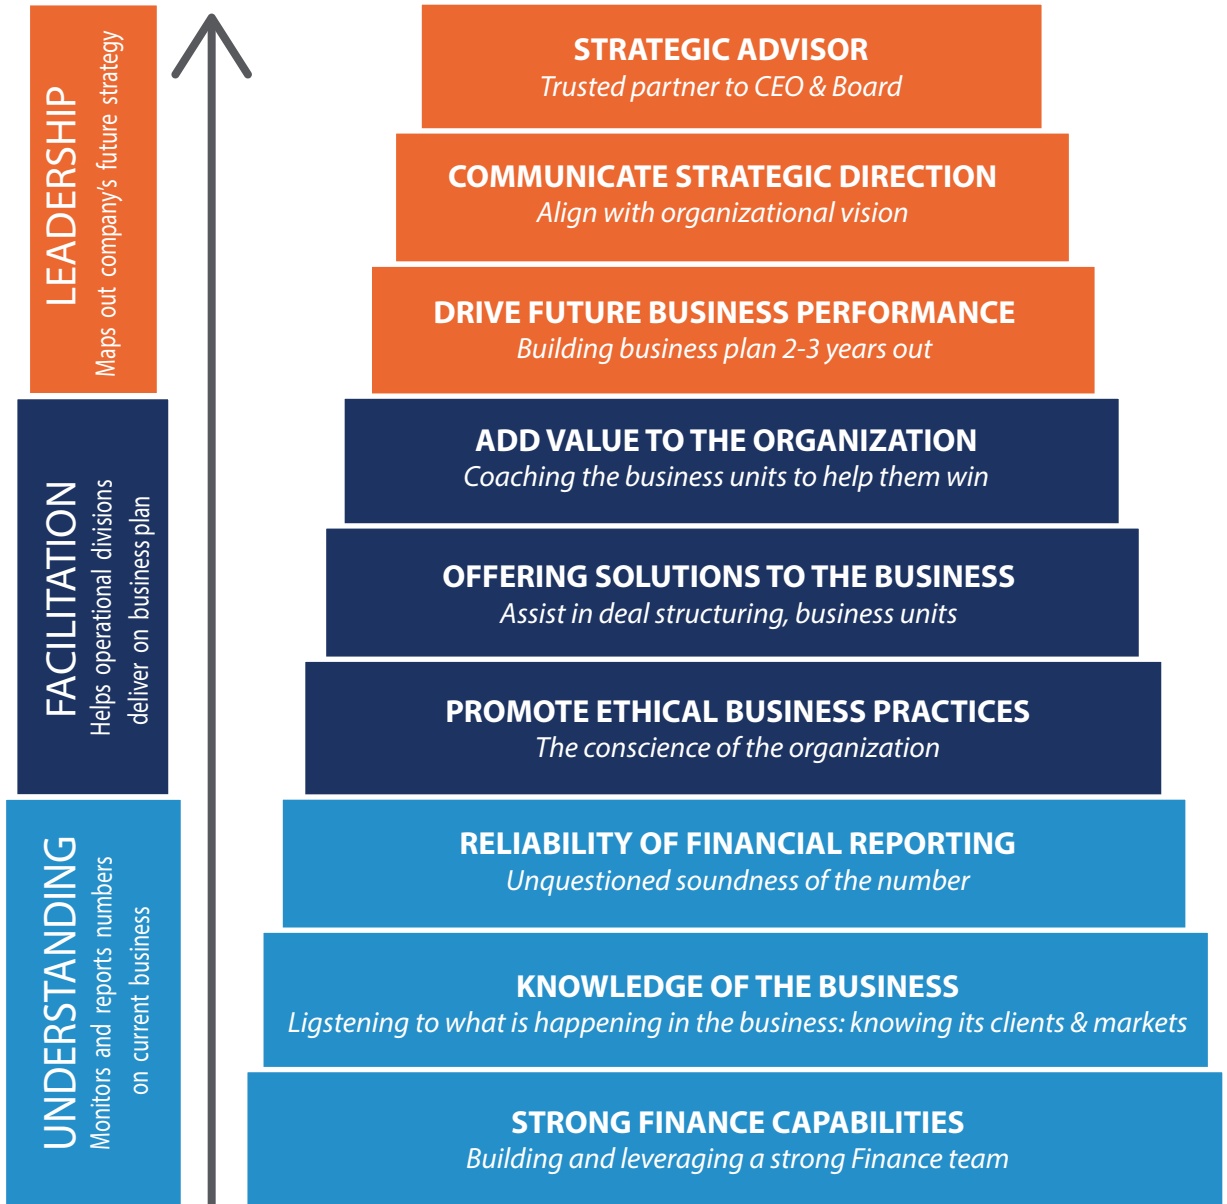 LEADERSHIP
Maps out company's future strategy
STRATEGIC ADVISOR
Trusted partner to CEO & Board
COMMUNICATE STRATEGIC DIRECTION
Align with organizational vision
DRIVE FUTURE BUSINESS PERFORMANCE
Building business plan 2-3 years out
FACILITATION
Helps operational divisions
deliver on business plan
ADD VALUE TO THE ORGANIZATION
Coaching the business units to help them win
OFFERING SOLUTIONS TO THE BUSINESS
Assist in deal structuring, business units
PROMOTE ETHICAL BUSINESS PRACTICES
The conscience of the organization
UNDERSTANDING
Monitors and reports numbers
on current business
RELIABILITY OF FINANCIAL REPORTING
Unquestioned soundness of the number
KNOWLEDGE OF THE BUSINESS
Ligstening to what is happening in the business: knowing its clients & markets
STRONG FINANCE CAPABILITIES
Building and leveraging a strong Finance team